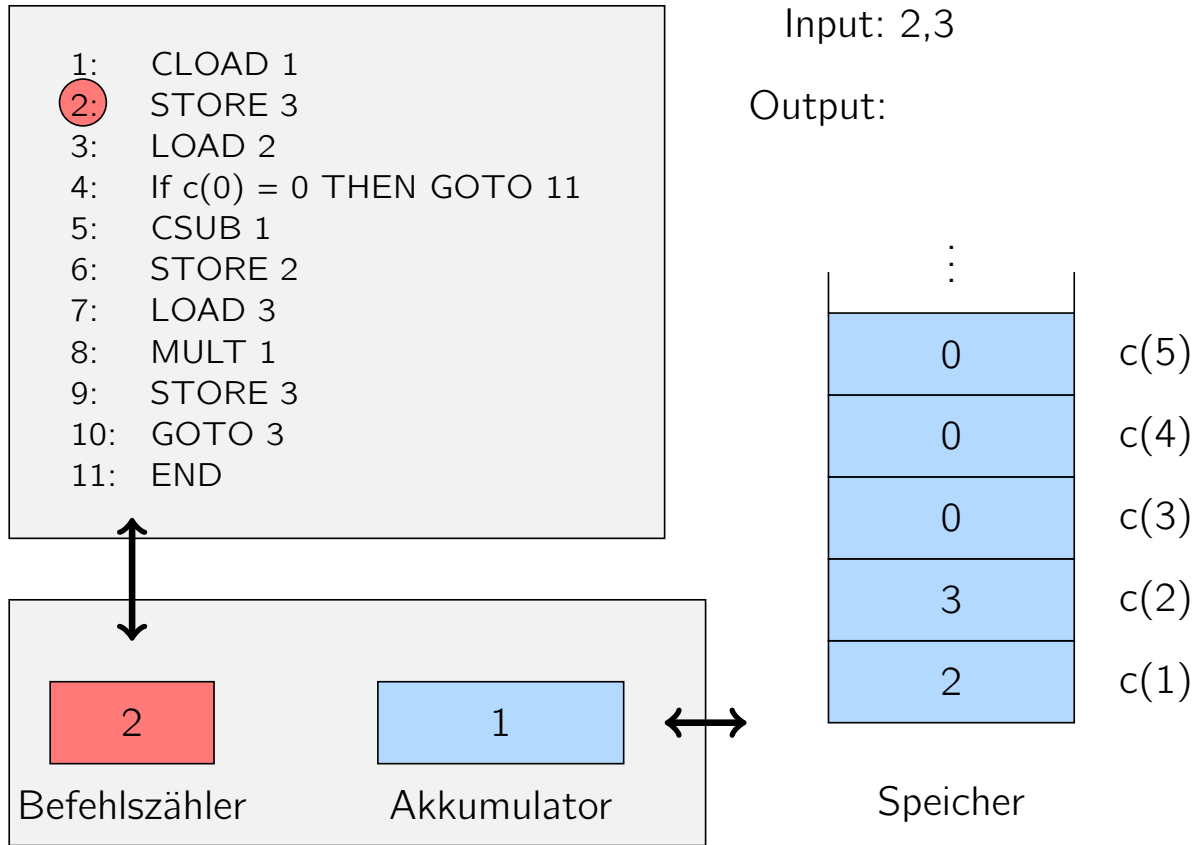 1: CLOAD 1
2: STORE 3
3: LOAD 2
4: If c(0) = 0 THEN GOTO 11
5: CSUB 1
6: STORE 2
7: LOAD 3
8: MULT 1
9: STORE 3
10: GOTO 3
11: END
Input: 2,3
Output:
⋮
0 c(5)
0 c(4)
0 c(3)
3 c(2)
2 c(1)
Speicher
2
Befehlszähler
1
Akkumulator